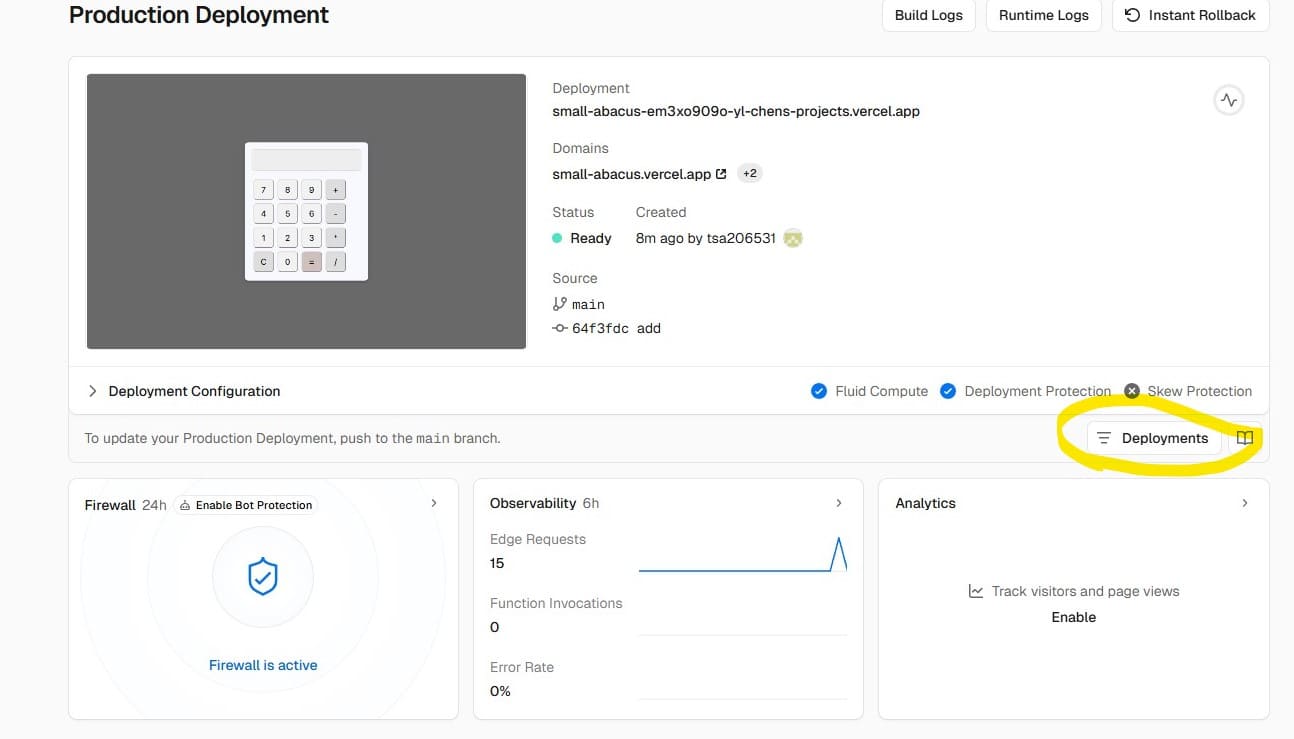 Production Deployment
Build Logs
Runtime Logs
Instant Rollback
7 8 9 +
4 5 6 -
1 2 3 *
C 0 = /
Deployment
small-abacus-em3xo909o-yl-chens-projects.vercel.app
Domains
small-abacus.vercel.app +2
Status Created
Ready 8m ago by tsa206531
Source
main
64f3fdc add
Deployment Configuration
Fluid Compute Deployment Protection Skew Protection
To update your Production Deployment, push to the main branch.
Deployments
Firewall 24h Enable Bot Protection
Firewall is active
Observability 6h
Edge Requests
15
Function Invocations
0
Error Rate
0%
Analytics
Track visitors and page views
Enable